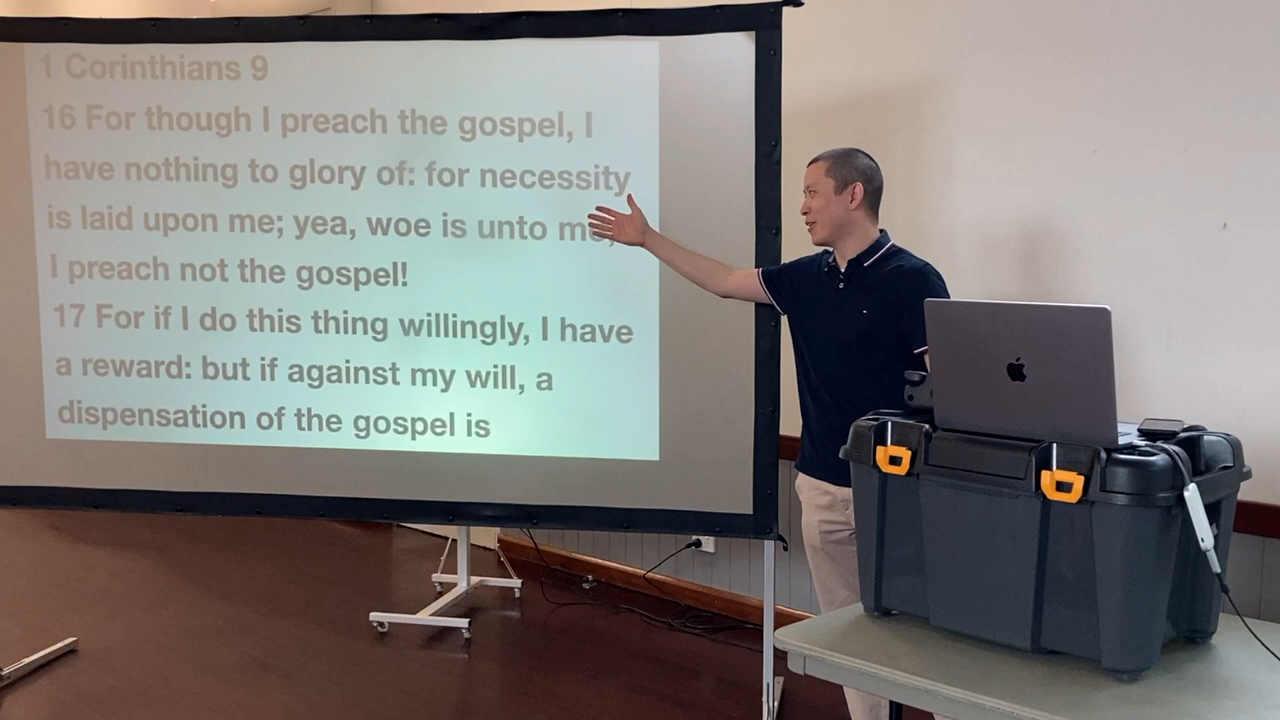 1 Corinthians 9
16 For though I preach the gospel, I
have nothing to glory of: for necessity
is laid upon me; yea, woe is unto me,
I preach not the gospel!
17 For if I do this thing willingly, I have
a reward: but if against my will, a
dispensation of the gospel is